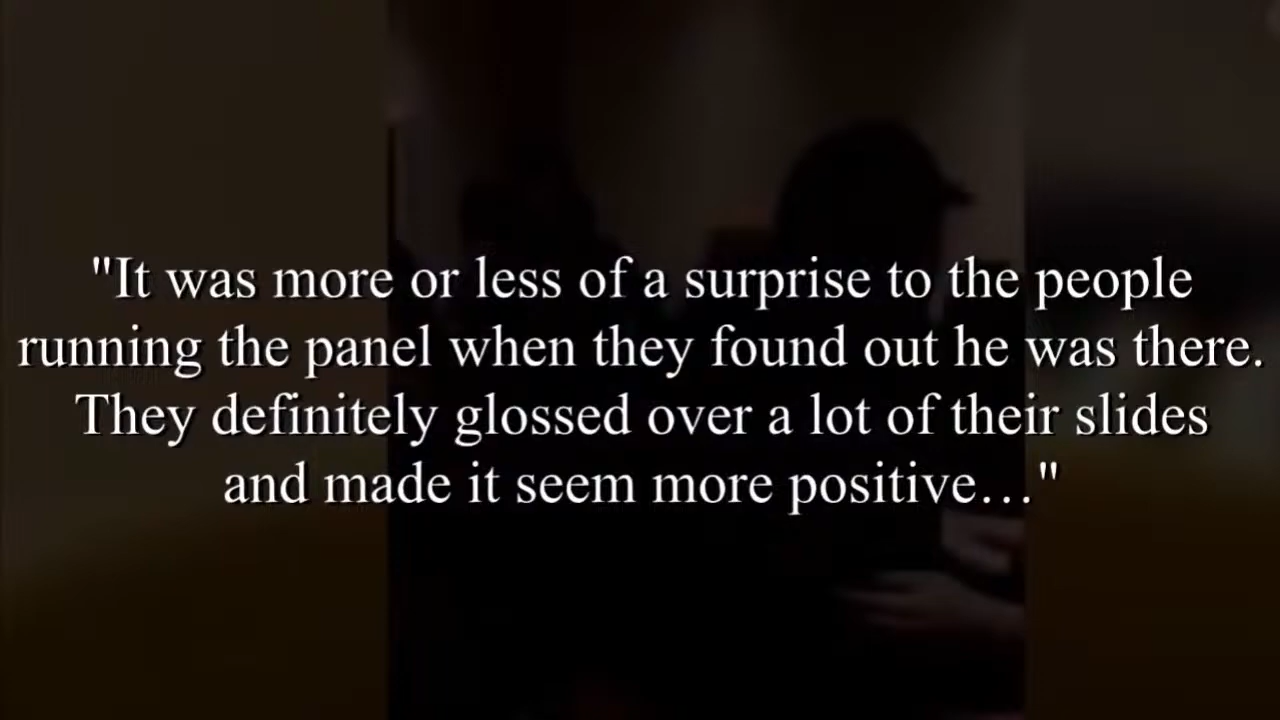 "It was more or less of a surprise to the people
running the panel when they found out he was there.
They definitely glossed over a lot of their slides
and made it seem more positive…"